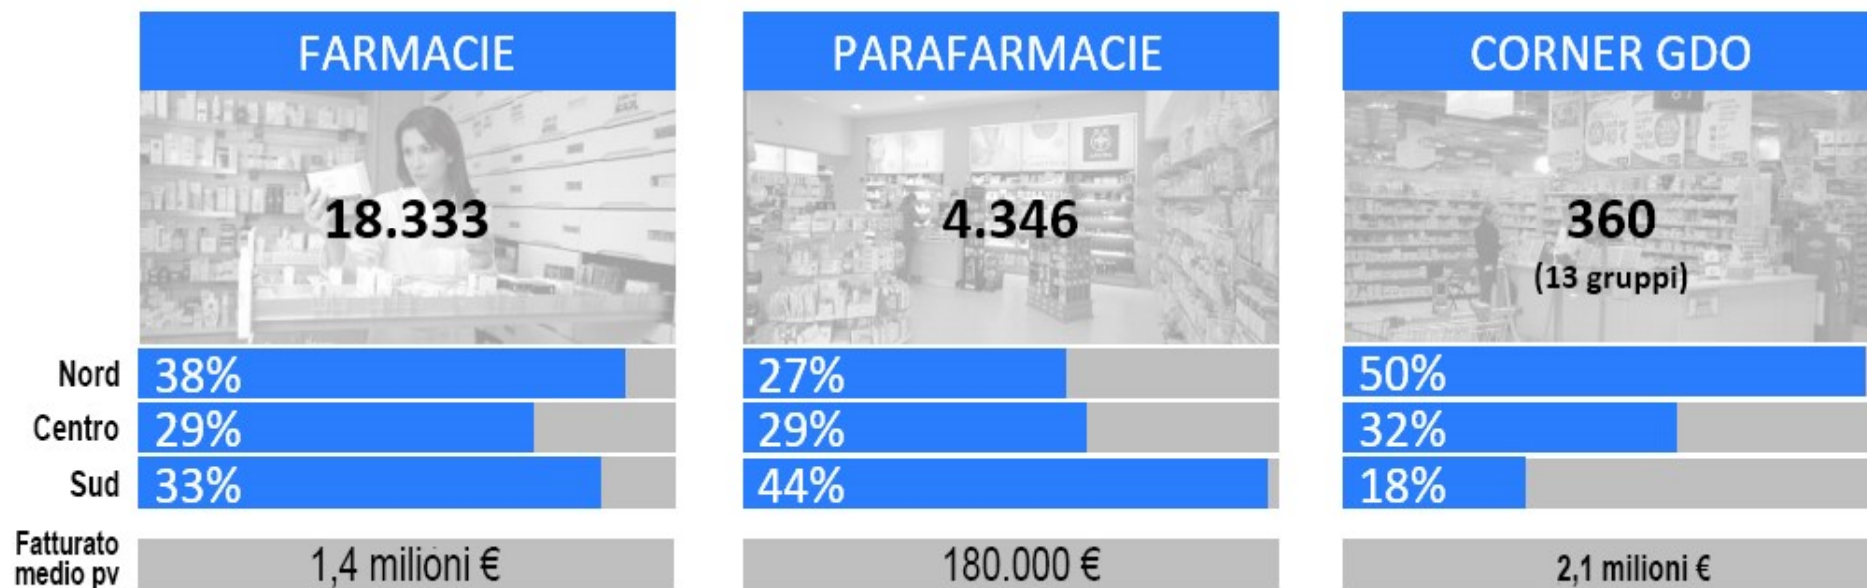 FARMACIE
PARAFARMACIE
CORNER GDO
18.333
4.346
360
(13 gruppi)
Nord 38% 27% 50%
Centro 29% 29% 32%
Sud 33% 44% 18%
Fatturato
medio pv 1,4 milioni € 180.000 € 2,1 milioni €